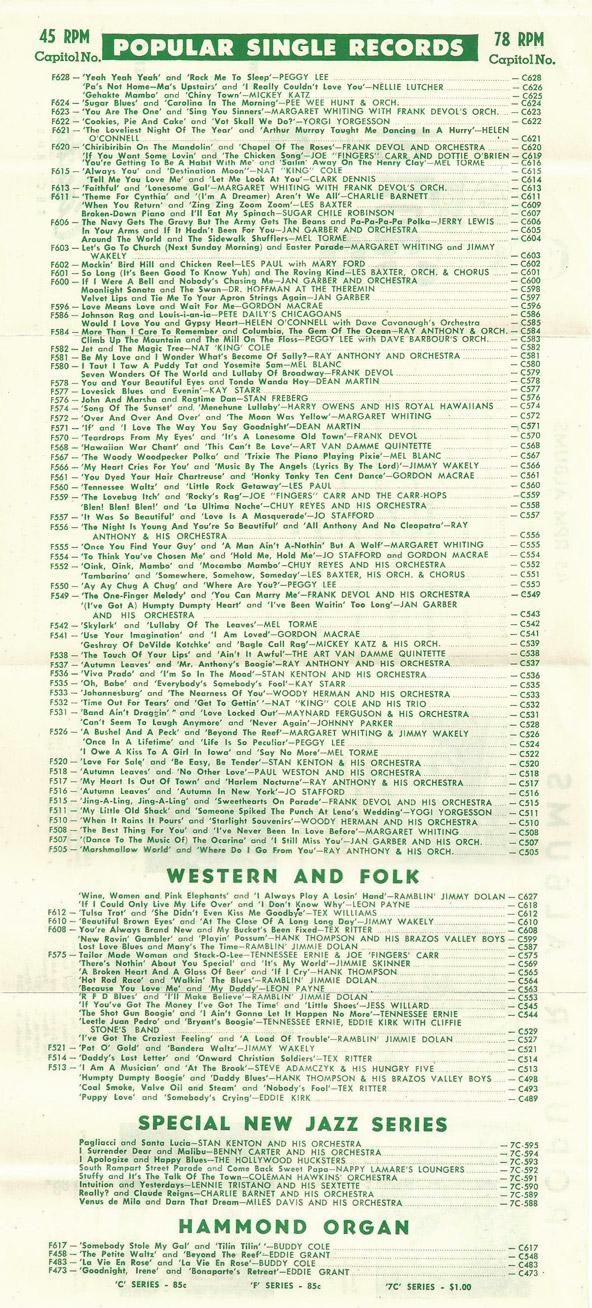 45 RPM
Capitol No.
POPULAR SINGLE RECORDS
78 RPM
Capitol No.
F628 — 'Yeah Yeah Yeah' and 'Rock Me To Sleep'—PEGGY LEE — C628
'Pa's Not Home—Ma's Upstairs' and 'I Really Couldn't Love You'—NELLIE LUTCHER — C626
'Gehakte Mambo' and 'Chiny Town'—MICKEY KATZ — C625
F624 — 'Sugar Blues' and 'Carolina In The Morning'—PEE WEE HUNT & ORCH. — C624
F623 — 'You Are The One' and 'Sing You Sinners'—MARGARET WHITING WITH FRANK DEVOL'S ORCH. — C623
F622 — 'Cookies, Pie And Cake' and 'Vot Shall We Do?'—YORGI YORGESSON — C622
F621 — 'The Loveliest Night Of The Year' and 'Arthur Murray Taught Me Dancing In A Hurry'—HELEN
O'CONNELL — C621
F620 — 'Chiribiribin On The Mandolin' and 'Chapel Of The Roses'—FRANK DEVOL AND ORCHESTRA — C620
'If You Want Some Lovin' and The Chicken Song'—JOE "FINGERS" CARR AND DOTTIE O'BRIEN — C619
'You're Getting To Be A Habit With Me' and 'Sailin' Away On The Henry Clay'—MEL TORME — C616
F615 — 'Always You' and 'Destination Moon'—NAT "KING" COLE — C615
'Tell Me You Love Me' and 'Let Me Look At You'—CLARK DENNIS — C614
F613 — 'Faithful' and 'Lonesome Gal'—MARGARET WHITING WITH FRANK DEVOL'S ORCH. — C613
F611 — 'Theme For Cynthia' and '(I'm A Dreamer) Aren't We All'—CHARLIE BARNETT — C611
'When You Return' and 'Zing Zing Zoom Zoom'—LES BAXTER — C609
Broken-Down Piano and I'll Eat My Spinach—SUGAR CHILE ROBINSON — C607
F606 — The Navy Gets The Gravy But The Army Gets The Beans and Pa-Pa-Pa-Pa Polka—JERRY LEWIS — C606
In Your Arms and If It Hadn't Been For You—JAN GARBER AND ORCHESTRA — C605
Around The World and The Sidewalk Shufflers—MEL TORME — C604
F603 — Let's Go To Church (Next Sunday Morning) and Easter Parade—MARGARET WHITING AND JIMMY
WAKELY — C603
F602 — Mockin' Bird Hill and Chicken Reel—LES PAUL with MARY FORD — C602
F601 — So Long (It's Been Good To Know Yuh) and The Roving Kind—LES BAXTER, ORCH. & CHORUS — C601
F600 — If I Were A Bell and Nobody's Chasing Me—JAN GARBER AND ORCHESTRA — C600
Moonlight Sonata and The Swan—DR. HOFFMAN AT THE THEREMIN — C598
Velvet Lips and Tie Me To Your Apron Strings Again—JAN GARBER — C597
F596 — Love Means Love and Wait For Me—GORDON MACRAE — C596
F586 — Johnson Rag and Louis-i-an-ia—PETE DAILY'S CHICAGOANS — C586
Would I Love You and Gypsy Heart—HELEN O'CONNELL with Dave Cavanaugh's Orchestra — C585
F584 — More Than I Care To Remember and Columbia, The Gem Of The Ocean—RAY ANTHONY & ORCH. — C584
Climb Up The Mountain and The Mill On The Floss—PEGGY LEE with DAVE BARBOUR'S ORCH. — C583
F582 — Jet and The Magic Tree—NAT 'KING' COLE — C582
F581 — Be My Love and I Wonder What's Become Of Sally?—RAY ANTHONY AND ORCHESTRA — C581
F580 — I Taut I Taw A Puddy Tat and Yosemite Sam—MEL BLANC — C580
Seven Wonders Of The World and Lullaby Of Broadway—FRANK DEVOL — C579
F578 — You and Your Beautiful Eyes and Tonda Wanda Hoy—DEAN MARTIN — C578
F577 — Lovesick Blues and Evenin'—KAY STARR — C577
F576 — John And Marsha and Ragtime Dan—STAN FREBERG — C576
F574 — 'Song Of The Sunset' and 'Menehune Lullaby'—HARRY OWENS AND HIS ROYAL HAWAIIANS — C574
F572 — 'Over And Over And Over' and 'The Moon Was Yellow'—MARGARET WHITING — C572
F571 — 'If' and 'I Love The Way You Say Goodnight'—DEAN MARTIN — C571
F570 — 'Teardrops From My Eyes' and 'It's A Lonesome Old Town'—FRANK DEVOL — C570
F568 — 'Hawaiian War Chant' and 'This Can't Be Love'—ART VAN DAMME QUINTETTE — C568
F567 — 'The Woody Woodpecker Polka' and 'Trixie The Piano Playing Pixie'—MEL BLANC — C567
F566 — 'My Heart Cries For You' and 'Music By The Angels (Lyrics By The Lord)'—JIMMY WAKELY — C566
F561 — 'You Dyed Your Hair Chartreuse' and 'Honky Tonky Ten Cent Dance'—GORDON MACRAE — C561
F560 — 'Tennessee Waltz' and 'Little Rock Getaway'—LES PAUL — C560
F559 — 'The Lovebug Itch' and 'Rocky's Rag'—JOE "FINGERS" CARR AND THE CARR-HOPS — C559
'Blen! Blen! Blen!' and 'La Ultima Noche'—CHUY REYES AND HIS ORCHESTRA — C558
F557 — 'It Was So Beautiful' and 'Love Is A Masquerade'—JO STAFFORD — C557
F556 — 'The Night Is Young And You're So Beautiful' and 'All Anthony And No Cleopatra'—RAY
ANTHONY & HIS ORCHESTRA — C556
F555 — 'Once You Find Your Guy' and 'A Man Ain't A-Nothin' But A Wolf'—MARGARET WHITING — C555
F554 — 'To Think You've Chosen Me' and 'Hold Me, Hold Me'—JO STAFFORD and GORDON MACRAE — C554
F552 — 'Oink, Oink, Mambo' and 'Mocambo Mambo'—CHUY REYES AND HIS ORCHESTRA — C552
'Tambarino' and 'Somewhere, Somehow, Someday'—LES BAXTER, HIS ORCH. & CHORUS — C551
F550 — 'Ay Ay Chug A Chug' and 'Where Are You?'—PEGGY LEE — C550
F549 — 'The One-Finger Melody' and 'You Can Marry Me'—FRANK DEVOL AND HIS ORCHESTRA — C549
'(I've Got A) Humpty Dumpty Heart' and 'I've Been Waitin' Too Long'—JAN GARBER
AND HIS ORCHESTRA — C543
F542 — 'Skylark' and 'Lullaby Of The Leaves'—MEL TORME — C542
F541 — 'Use Your Imagination' and 'I Am Loved'—GORDON MACRAE — C541
'Geshray Of DeVilde Kotchke' and 'Bagle Call Rag'—MICKEY KATZ & HIS ORCH. — C539
F538 — 'The Touch Of Your Lips' and 'Ain't It Awful'—THE ART VAN DAMME QUINTETTE — C538
F537 — 'Autumn Leaves' and 'Mr. Anthony's Boogie'—RAY ANTHONY AND HIS ORCHESTRA — C537
F536 — 'Viva Prado' and 'I'm So In The Mood'—STAN KENTON AND HIS ORCHESTRA — C536
F535 — 'Oh, Babe' and 'Everybody's Somebody's Fool'—KAY STARR — C535
F533 — 'Johannesburg' and 'The Nearness Of You'—WOODY HERMAN AND HIS ORCHESTRA — C533
F532 — 'Time Out For Tears' and 'Get To Gettin' '—NAT "KING" COLE AND HIS TRIO — C532
F531 — 'Band Ain't Draggin' " and 'Love Locked Out'—MAYNARD FERGUSON & HIS ORCHESTRA — C531
'Can't Seem To Laugh Anymore' and 'Never Again'—JOHNNY PARKER — C528
F526 — 'A Bushel And A Peck' and 'Beyond The Reef'—MARGARET WHITING & JIMMY WAKELY — C526
'Once In A Lifetime' and 'Life Is So Peculiar'—PEGGY LEE — C524
'I Owe A Kiss To A Girl In Iowa' and 'Say No More'—MEL TORME — C522
F520 — 'Love For Sale' and 'Be Easy, Be Tender'—STAN KENTON & HIS ORCHESTRA — C520
F518 — 'Autumn Leaves' and 'No Other Love'—PAUL WESTON AND HIS ORCHESTRA — C518
F517 — 'My Heart Is Out Of Town' and 'Harlem Nocturne'—RAY ANTHONY & HIS ORCHESTRA — C517
F516 — 'Autumn Leaves' and 'Autumn In New York'—JO STAFFORD — C516
F515 — 'Jing-A-Ling, Jing-A-Ling' and 'Sweethearts On Parade'—FRANK DEVOL AND HIS ORCHESTRA — C515
F511 — 'My Little Old Shack' and 'Someone Spiked The Punch At Lena's Wedding'—YOGI YORGESSON — C511
F510 — 'When It Rains It Pours' and 'Starlight Souvenirs'—WOODY HERMAN AND HIS ORCHESTRA — C510
F508 — 'The Best Thing For You' and 'I've Never Been In Love Before'—MARGARET WHITING — C508
F507 — '(Dance To The Music Of) The Ocarina' and 'I Still Miss You'—JAN GARBER AND HIS ORCH. — C507
F505 — 'Marshmallow World' and 'Where Do I Go From You'—RAY ANTHONY & HIS ORCH. — C505
WESTERN AND FOLK
'Wine, Women and Pink Elephants' and 'I Always Play A Losin' Hand'—RAMBLIN' JIMMY DOLAN — C627
'If I Could Only Live My Life Over' and 'I Don't Know Why'—LEON PAYNE — C618
F612 — 'Tulsa Trot' and 'She Didn't Even Kiss Me Goodbye'—TEX WILLIAMS — C612
F610 — 'Beautiful Brown Eyes' and 'At The Close Of A Long Long Day'—JIMMY WAKELY — C610
F608 — You're Always Brand New and My Bucket's Been Fixed—TEX RITTER — C608
'New Rovin' Gambler' and 'Playin' Possum'—HANK THOMPSON AND HIS BRAZOS VALLEY BOYS — C599
Lost Love Blues and Many's The Time—RAMBLIN' JIMMIE DOLAN — C587
F575 — Tailor Made Woman and Stack-O-Lee—TENNESSEE ERNIE & JOE 'FINGERS' CARR — C575
'There's Nothin' About You Special' and 'It's My World'—JIMMIE SKINNER — C569
'A Broken Heart And A Glass Of Beer' and 'If I Cry'—HANK THOMPSON — C565
'Hot Rod Race' and 'Walkin' The Blues'—RAMBLIN' JIMMIE DOLAN — C564
'Because You Love Me' and 'My Daddy'—LEON PAYNE — C563
'R F D Blues' and 'I'll Make Believe'—RAMBLIN' JIMMIE DOLAN — C553
'If You've Got The Money I've Got The Time' and 'Little Shoes'—JESS WILLARD — C545
'The Shot Gun Boogie' and 'I Ain't Gonna Let It Happen No More'—TENNESSEE ERNIE — C544
'Leetle Juan Pedro' and 'Bryant's Boogie'—TENNESSEE ERNIE, EDDIE KIRK WITH CLIFFIE
STONE'S BAND — C529
'I've Got The Craziest Feeling' and 'A Load Of Trouble'—RAMBLIN' JIMMIE DOLAN — C527
F521 — 'Pot O' Gold' and 'Bandera Waltz'—JIMMY WAKELY — C521
F514 — 'Daddy's Last Letter' and 'Onward Christian Soldiers'—TEX RITTER — C514
F513 — 'I Am A Musician' and 'At The Brook'—STEVE ADAMCZYK & HIS HUNGRY FIVE — C513
'Humpty Dumpty Boogie' and 'Daddy Blues'—HANK THOMPSON & HIS BRAZOS VALLEY BOYS — C498
'Coal Smoke, Valve Oil and Steam' and 'Nobody's Fool'—TEX RITTER — C493
'Puppy Love' and 'Somebody's Crying'—EDDIE KIRK — C489
SPECIAL NEW JAZZ SERIES
Pagliacci and Santa Lucia—STAN KENTON AND HIS ORCHESTRA — 7C-595
I Surrender Dear and Malibu—BENNY CARTER AND HIS ORCHESTRA — 7C-594
I Apologize and Happy Blues—THE HOLLYWOOD HUCKSTERS — 7C-593
South Rampart Street Parade and Come Back Sweet Papa—NAPPY LAMARE'S LOUNGERS — 7C-592
Stuffy and It's The Talk Of The Town—COLEMAN HAWKINS' ORCHESTRA — 7C-591
Intuition and Yesterdays—LENNIE TRISTANO AND HIS SEXTETTE — 7C-590
Really? and Claude Reigns—CHARLIE BARNET AND HIS ORCHESTRA — 7C-589
Venus de Milo and Darn That Dream—MILES DAVIS AND HIS ORCHESTRA — 7C-588
HAMMOND ORGAN
F617 — 'Somebody Stole My Gal' and 'Tilin Tilin'—BUDDY COLE — C617
F458 — 'The Petite Waltz' and 'Beyond The Reef'—EDDIE GRANT — C548
F483 — 'La Vie En Rose' and 'La Vie En Rose'—BUDDY COLE — C483
F473 — 'Goodnight, Irene' and 'Bonaparte's Retreat'—EDDIE GRANT — C473
'C' SERIES - 85c 'F' SERIES - 85c '7C' SERIES - $1.00